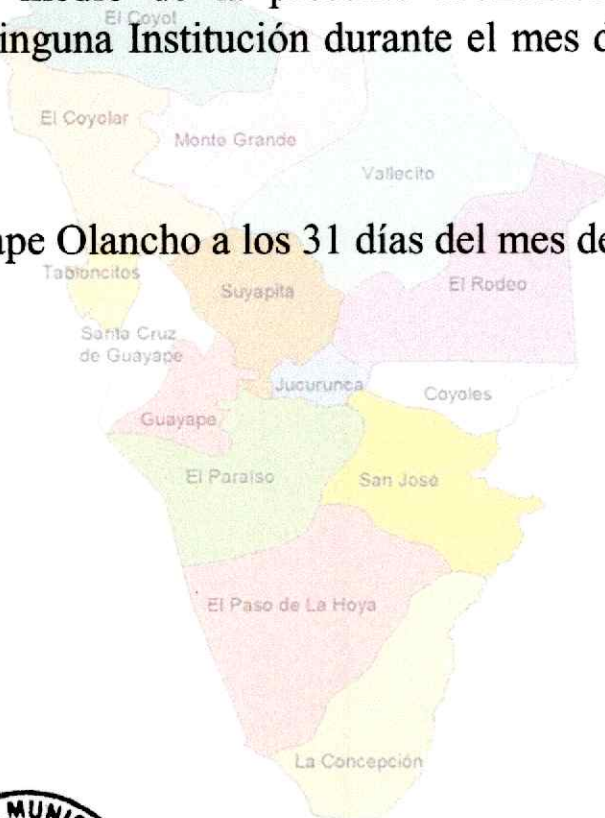 El Coyot
inguna Institución durante el mes d
El Coyolar
Monte Grande
Vallecito
ape Olancho a los 31 días del mes de
Tabloncitos
Suyapita
El Rodeo
Santa Cruz
de Guayape
Jucurunca
Coyoles
Guayape
El Paraíso
San José
El Paso de La Hoya
La Concepción
MUNIC